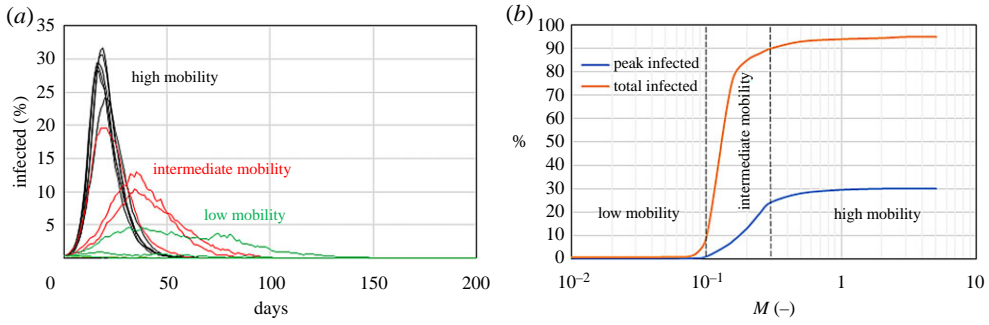 (a)
35
30
25
20
15
10
5
infected (%)
high mobility
intermediate mobility
low mobility
0
50
100
150
200
days
(b)
100
90
80
70
60
50
40
30
20
10
0
%
peak infected
total infected
low mobility
intermediate mobility
high mobility
10−2
10−1
1
10
M (–)